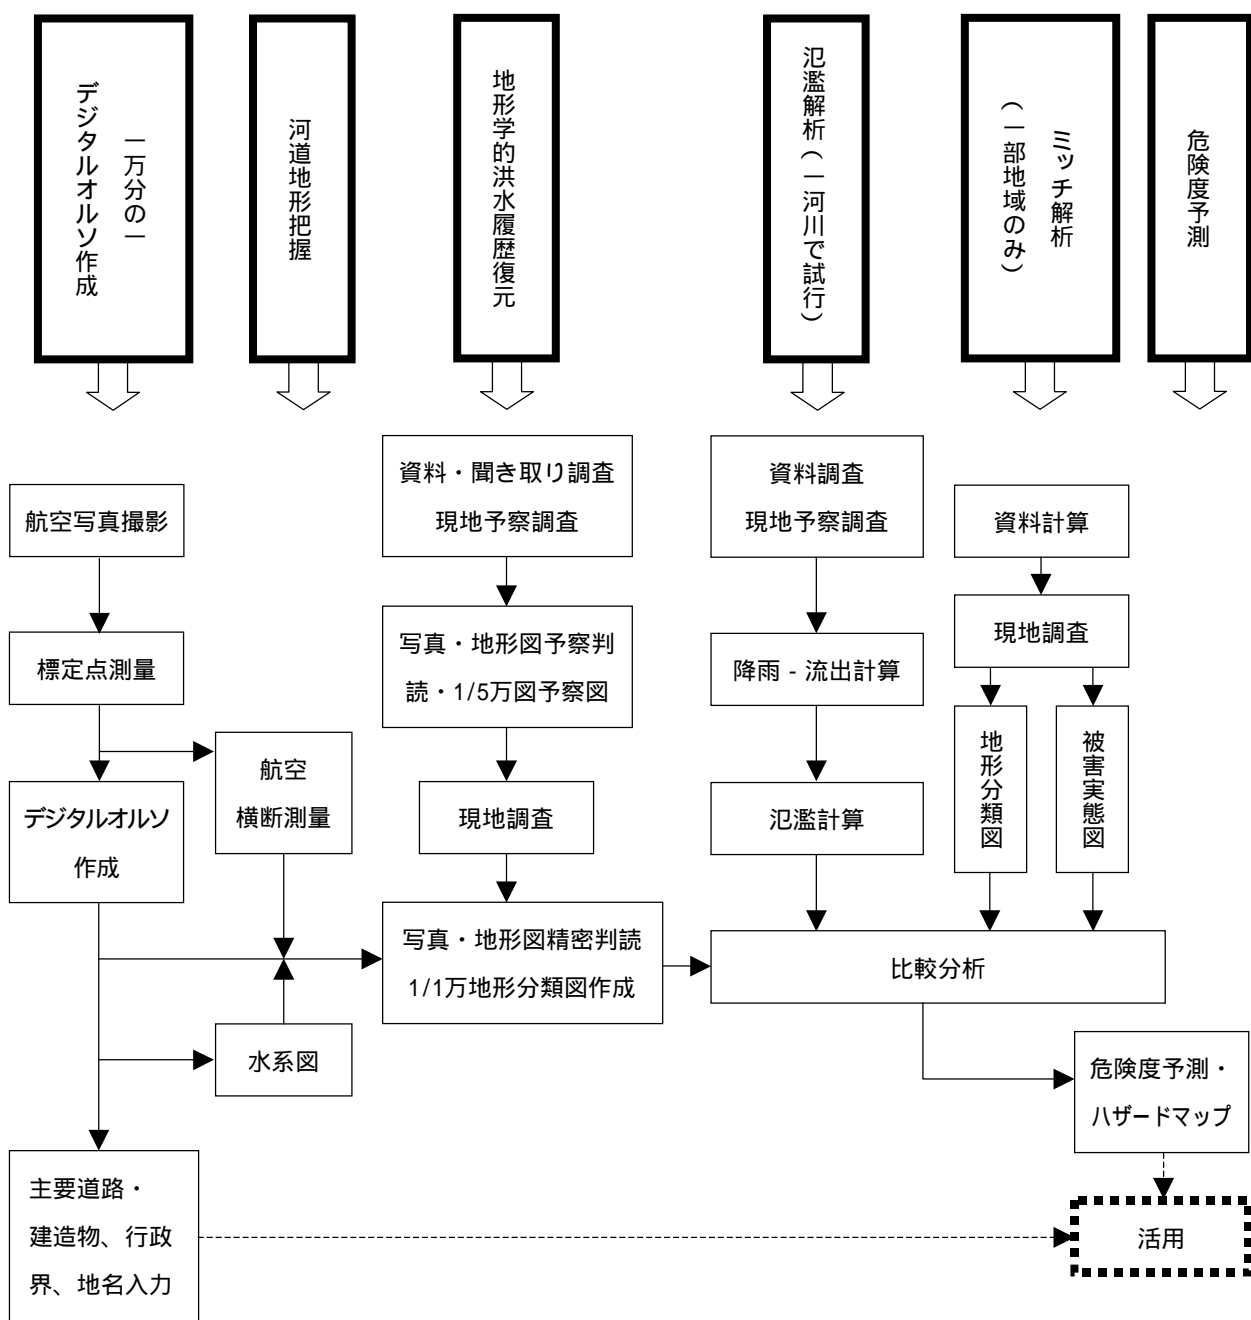 一万分の一
デジタルオルソ作成
河道地形把握
地形学的洪水履歴復元
氾濫解析(一河川で試行)
ミッチ解析
(一部地域のみ)
危険度予測
航空写真撮影
標定点測量
デジタルオルソ
作成
主要道路・
建造物、行政
界、地名入力
航空
横断測量
水系図
資料・聞き取り調査
現地予察調査
写真・地形図予察判
読・1/5万図予察図
現地調査
写真・地形図精密判読
1/1万地形分類図作成
資料調査
現地予察調査
降雨 - 流出計算
氾濫計算
資料計算
現地調査
地形分類図
被害実態図
比較分析
危険度予測・
ハザードマップ
活用